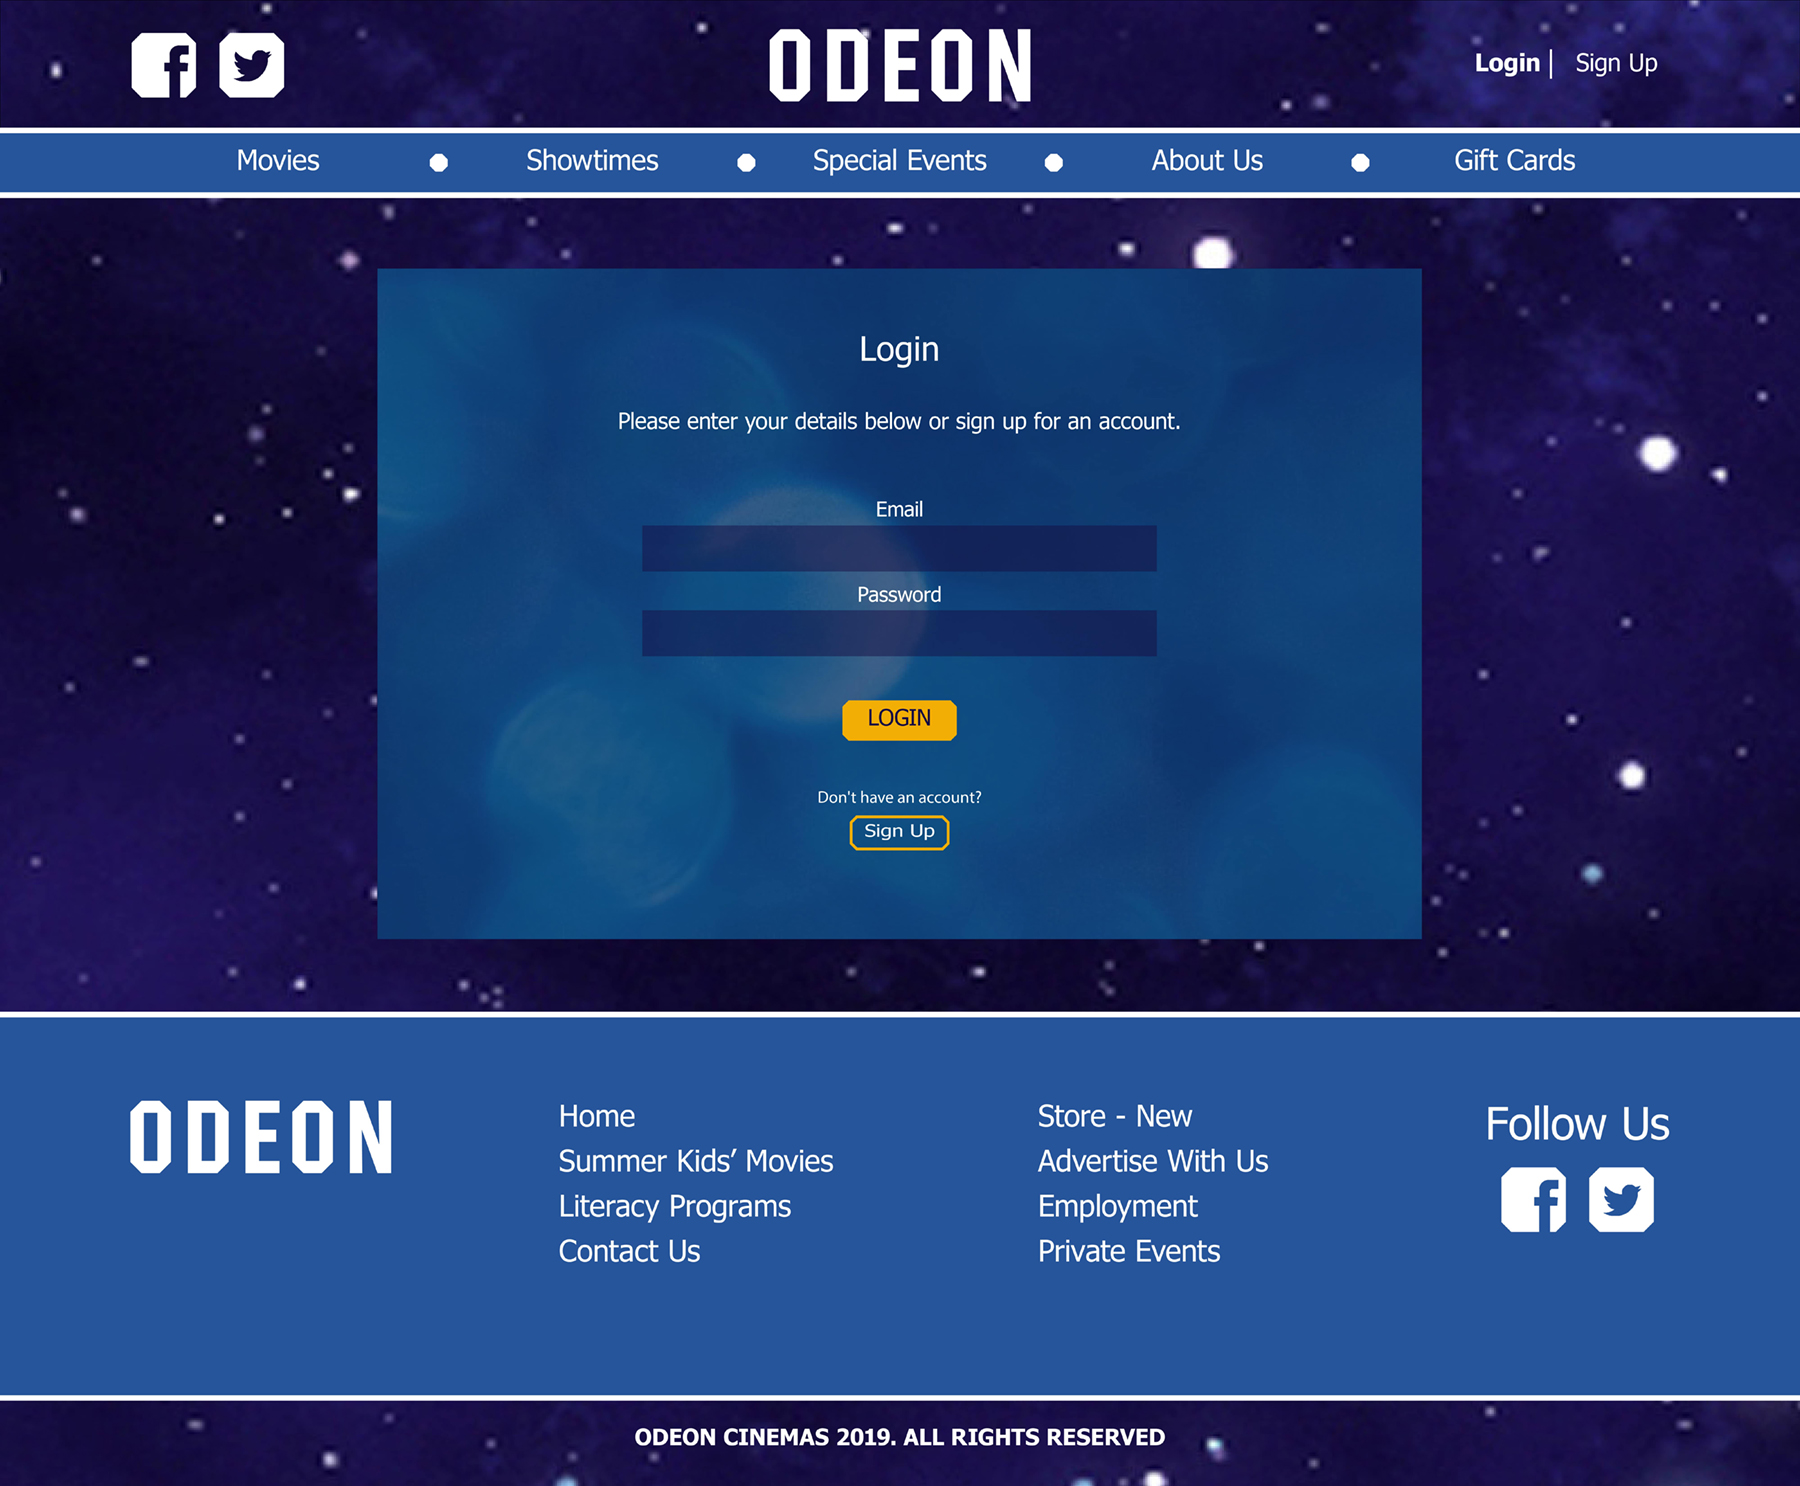 ODEON
Login | Sign Up
Movies
Showtimes
Special Events
About Us
Gift Cards
Login
Please enter your details below or sign up for an account.
Email
Password
LOGIN
Don't have an account?
Sign Up
ODEON
Home
Summer Kids’ Movies
Literacy Programs
Contact Us
Store - New
Advertise With Us
Employment
Private Events
Follow Us
ODEON CINEMAS 2019. ALL RIGHTS RESERVED